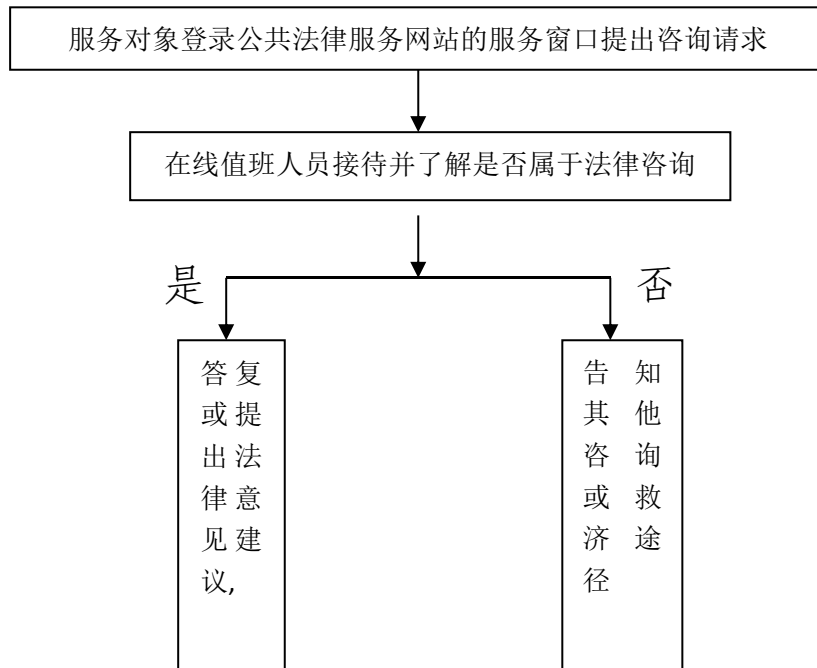 服务对象登录公共法律服务网站的服务窗口提出咨询请求
在线值班人员接待并了解是否属于法律咨询
是
否
答复
或提
出法
律意
见建
议,
告知
其他
咨询
或救
济途
径